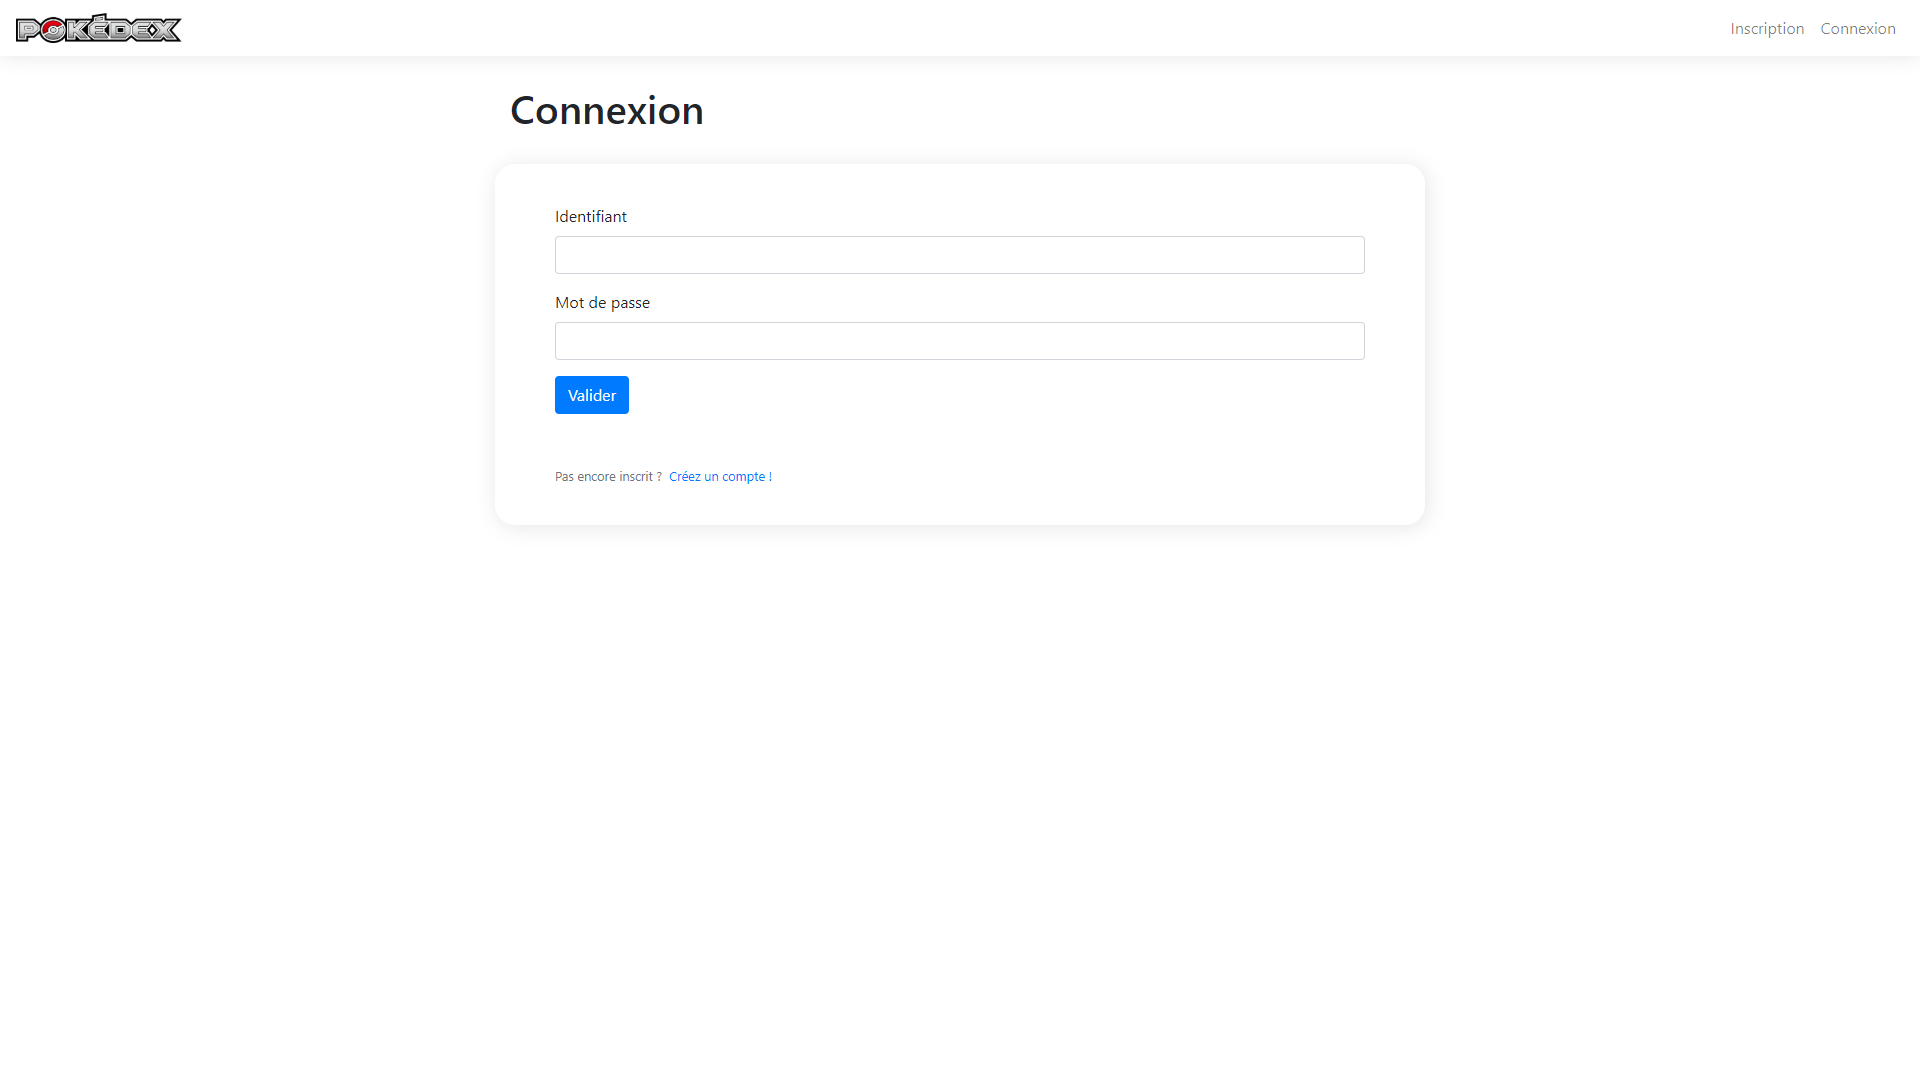 POKÉDEX
Inscription Connexion
Connexion
Identifiant
Mot de passe
Valider
Pas encore inscrit ? Créez un compte !